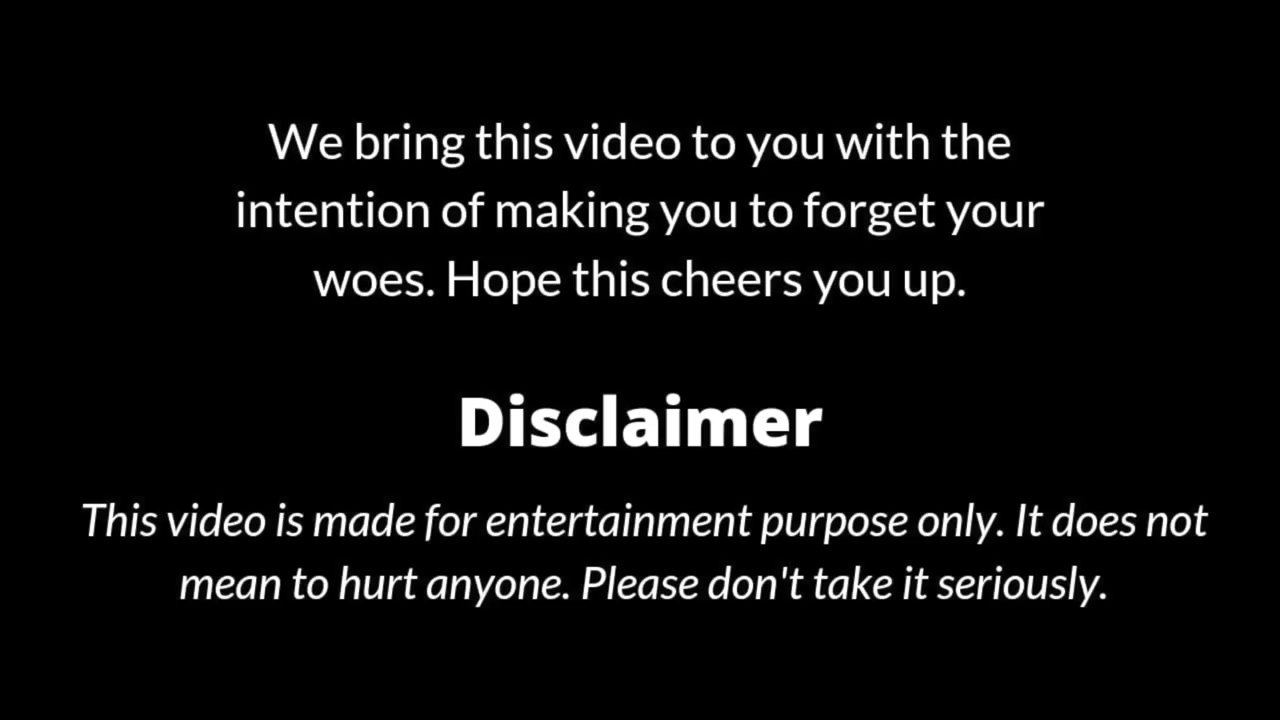 We bring this video to you with the
intention of making you to forget your
woes. Hope this cheers you up.
Disclaimer
This video is made for entertainment purpose only. It does not
mean to hurt anyone. Please don't take it seriously.